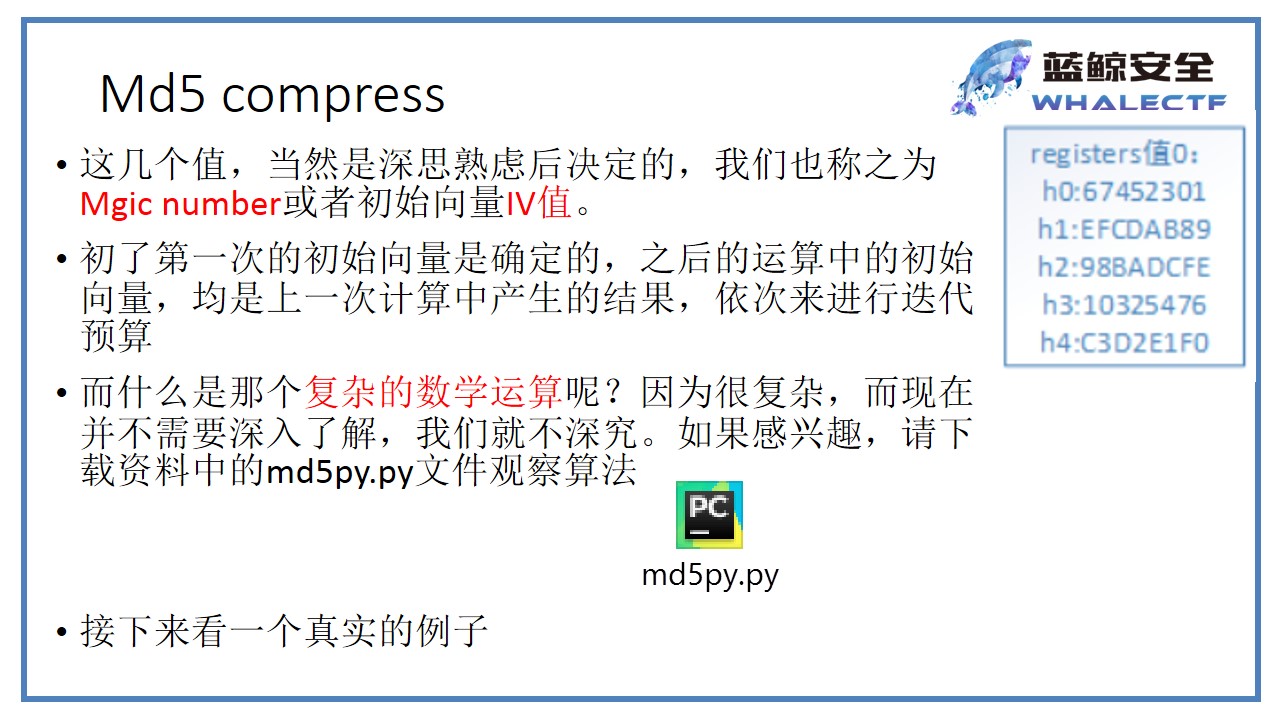 蓝鲸安全
WHALECTF
Md5 compress
• 这几个值，当然是深思熟虑后决定的，我们也称之为
Mgic number或者初始向量IV值。
• 初了第一次的初始向量是确定的，之后的运算中的初始
向量，均是上一次计算中产生的结果，依次来进行迭代
预算
• 而什么是那个复杂的数学运算呢？因为很复杂，而现在
并不需要深入了解，我们就不深究。如果感兴趣，请下
载资料中的md5py.py文件观察算法
PC
md5py.py
• 接下来看一个真实的例子
registers值0：
h0:67452301
h1:EFCDAB89
h2:98BADCFE
h3:10325476
h4:C3D2E1F0